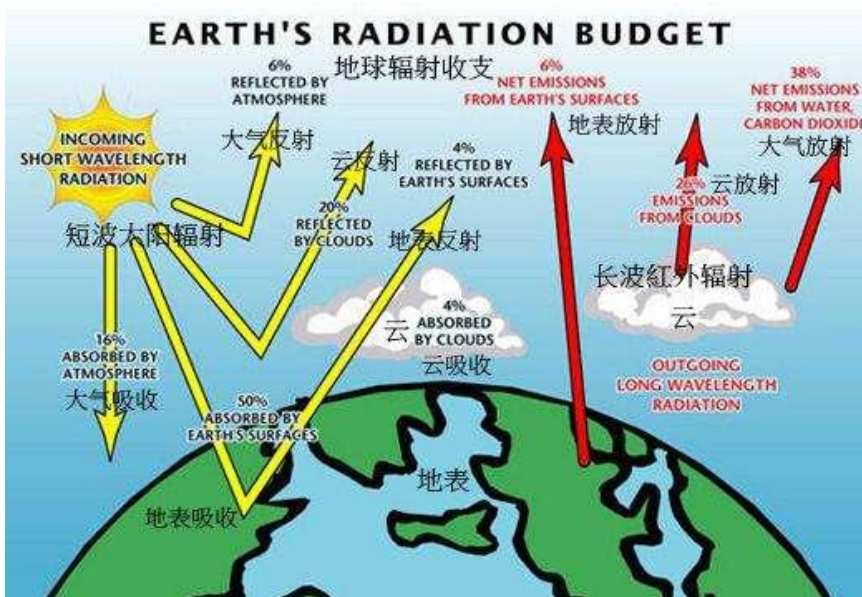 EARTH'S RADIATION BUDGET
地球辐射收支
6%
REFLECTED BY
ATMOSPHERE
大气反射
6%
NET EMISSIONS
FROM EARTH'S SURFACES
地表放射
38%
NET EMISSIONS
FROM WATER,
CARBON DIOXIDE
大气放射
INCOMING
SHORT WAVELENGTH
RADIATION
短波太阳辐射
云反射
20%
REFLECTED
BY CLOUDS
4%
REFLECTED BY
EARTH'S SURFACES
地表反射
云放射
26%
EMISSIONS
FROM CLOUDS
长波紅外辐射
云
16%
ABSORBED BY
ATMOSPHERE
大气吸收
云
4%
ABSORBED
BY CLOUDS
云吸收
OUTGOING
LONG WAVELENGTH
RADIATION
50%
ABSORBED BY
EARTH'S SURFACES
地表吸收
地表